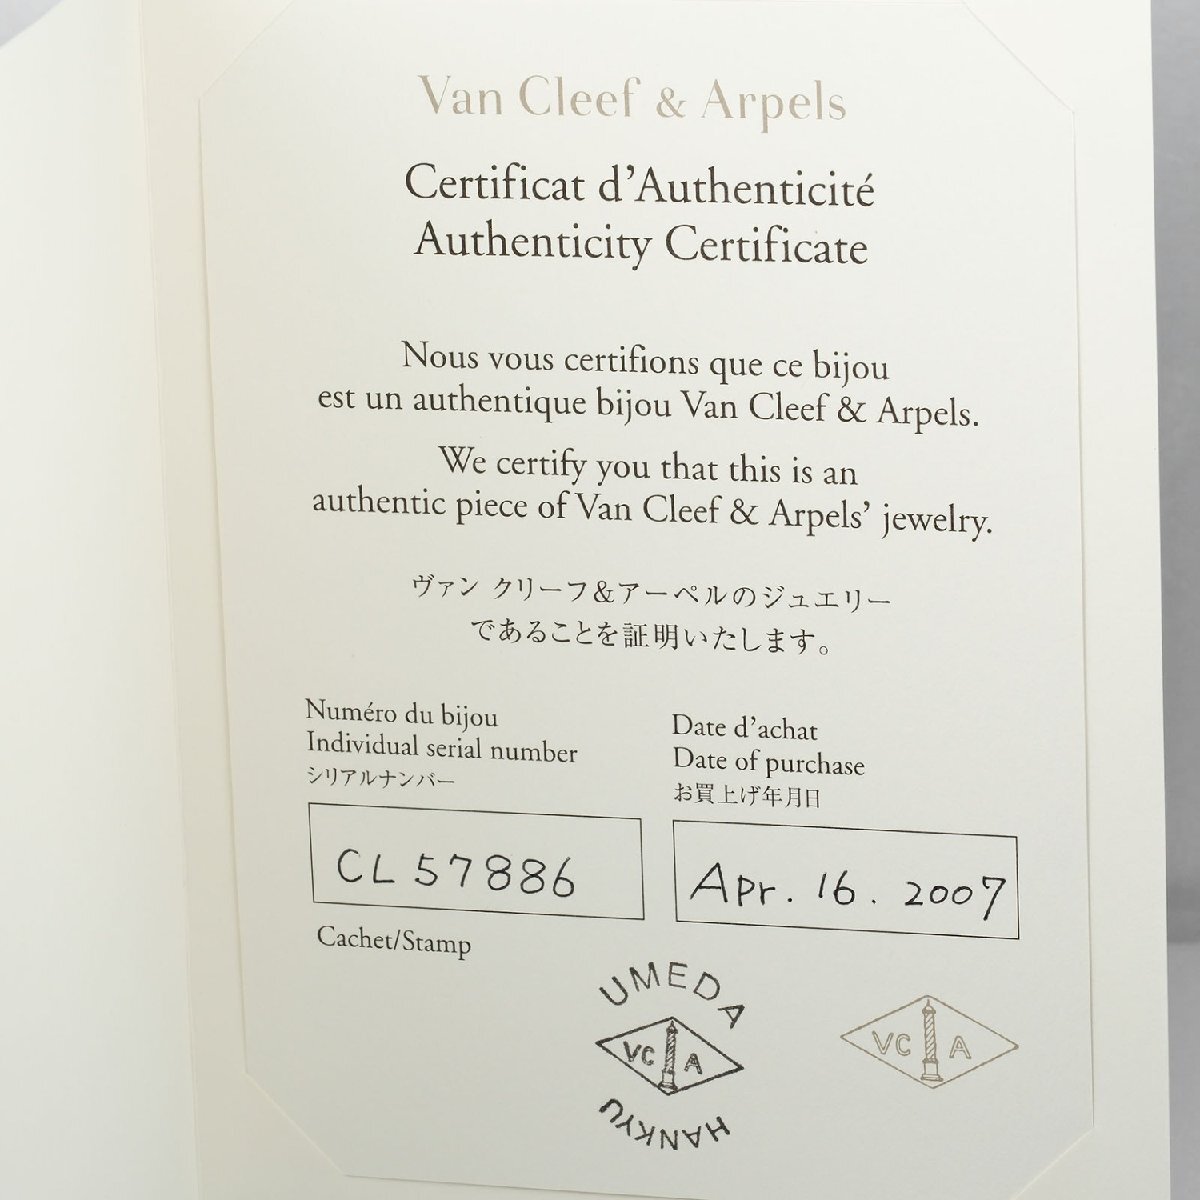 Van Cleef & Arpels
Certificat d'Authenticité
Authenticity Certificate
Nous vous certifions que ce bijou
est un authentique bijou Van Cleef & Arpels.
We certify you that this is an
authentic piece of Van Cleef & Arpels' jewelry.
ヴァン クリーフ&アーペルのジュエリー
であることを証明いたします。
Numéro du bijou
Individual serial number
シリアルナンバー
CL 57886
Date d'achat
Date of purchase
お買上げ年月日
Apr. 16. 2007
Cachet/Stamp
UMEDA
VC A
HANKYU
VC A